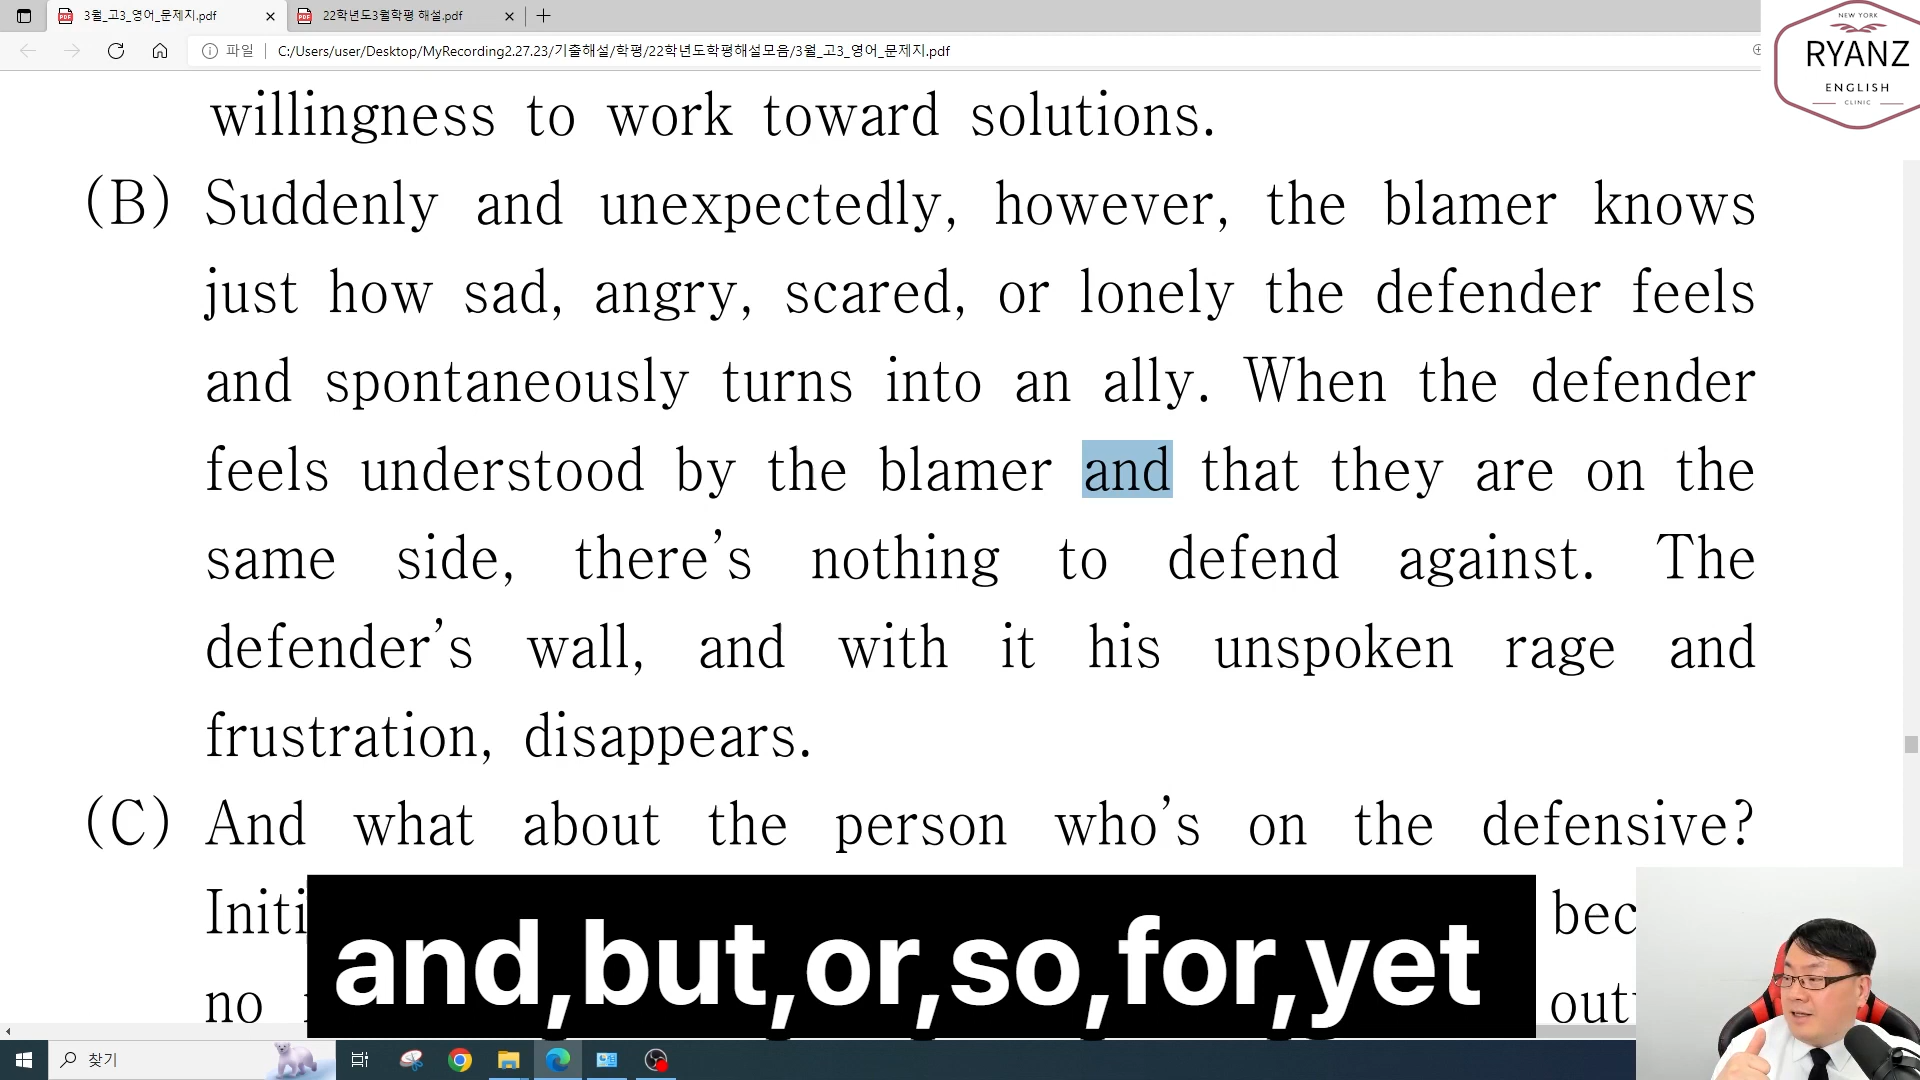 3월_고3_영어_문제지.pdf
22학년도3월학평 해설.pdf
파일
C:/Users/user/Desktop/MyRecording2.27.23/기출해설/학평/22학년도학평해설모음/3월_고3_영어_문제지.pdf
NEW YORK
RYANZ
ENGLISH
CLINIC
willingness to work toward solutions.
(B) Suddenly and unexpectedly, however, the blamer knows
just how sad, angry, scared, or lonely the defender feels
and spontaneously turns into an ally. When the defender
feels understood by the blamer and that they are on the
same side, there's nothing to defend against. The
defender's wall, and with it his unspoken rage and
frustration, disappears.
(C) And what about the person who's on the defensive?
and,but,or,so,for,yet
no
찾기